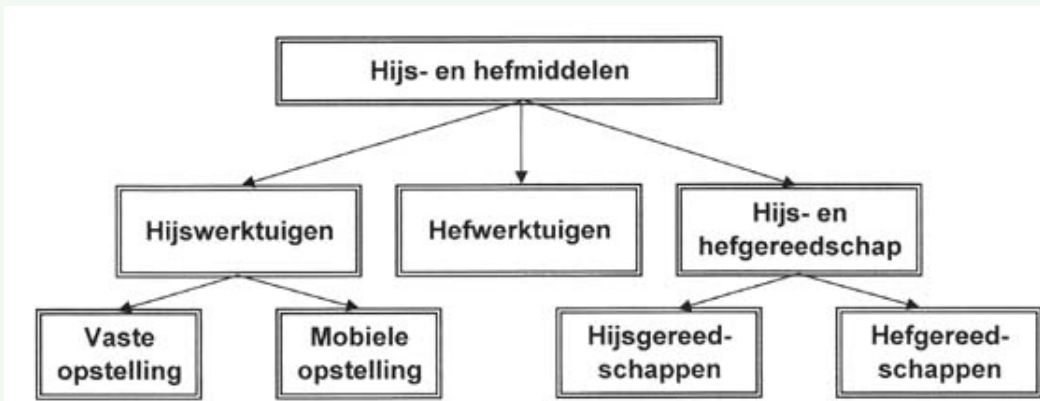 Hijs- en hefmiddelen
Hijswerktuigen
Hefwerktuigen
Hijs- en
hefgereedschap
Vaste
opstelling
Mobiele
opstelling
Hijsgereed-
schappen
Hefgereed-
schappen